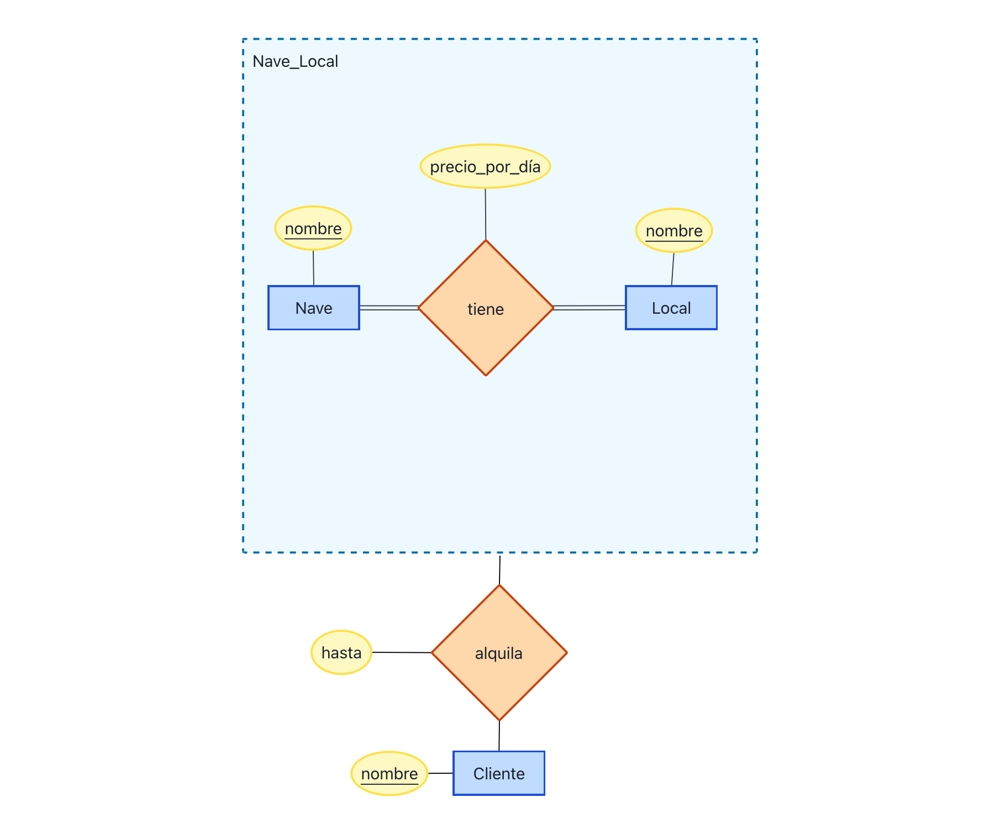 Nave_Local
precio_por_día
nombre
nombre
Nave
tiene
Local
hasta
alquila
nombre
Cliente